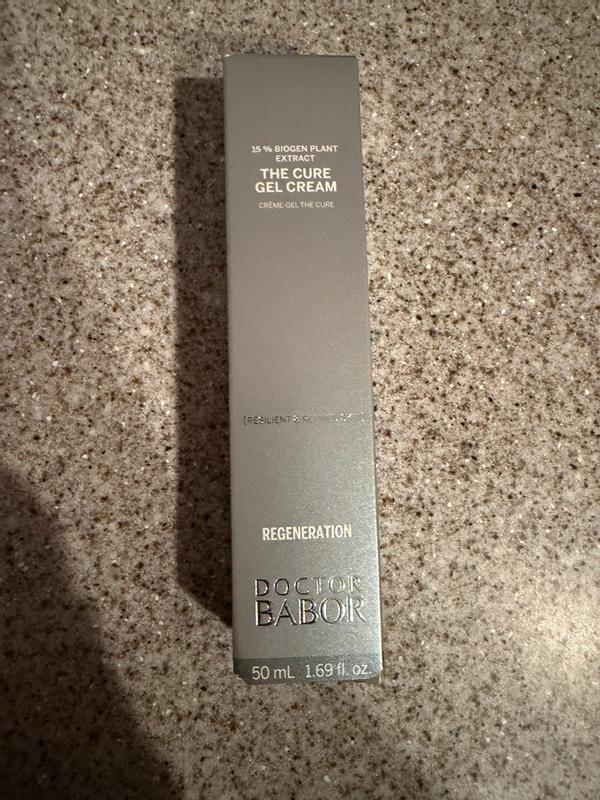 15 % BIOGEN PLANT
EXTRACT
THE CURE
GEL CREAM
CRÈME-GEL THE CURE
[RESILIENT &
REGENERATION
DOCTOR
BABOR
50 mL 1.69 fl. oz.